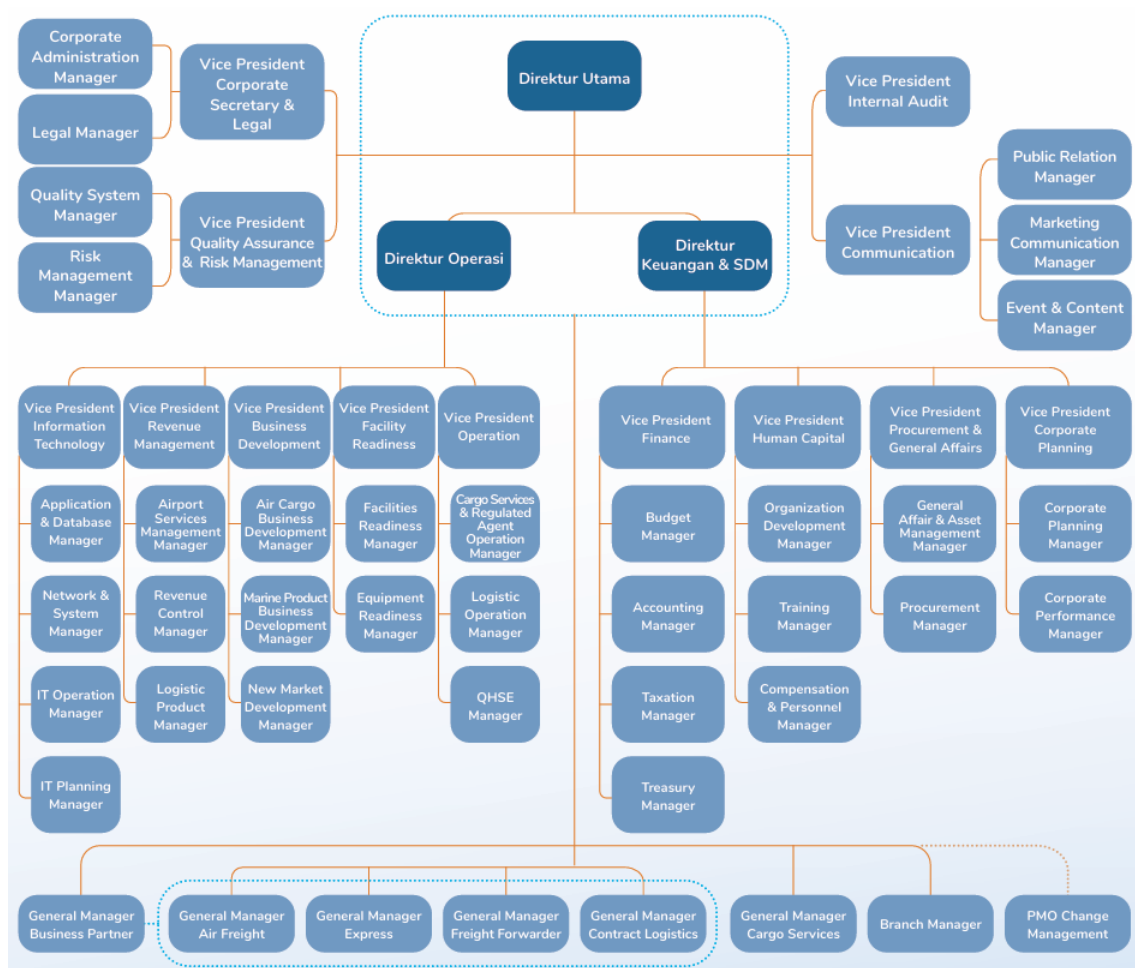 Corporate
Administration
Manager
Legal Manager
Vice President
Corporate
Secretary &
Legal
Quality System
Manager
Risk
Management
Manager
Vice President
Quality Assurance
& Risk Management
Direktur Utama
Direktur Operasi
Direktur
Keuangan & SDM
Vice President
Internal Audit
Vice President
Communication
Public Relation
Manager
Marketing
Communication
Manager
Event & Content
Manager
Vice President
Information
Technology
Application
& Database
Manager
Network &
System
Manager
IT Operation
Manager
IT Planning
Manager
Vice President
Revenue
Management
Airport
Services
Management
Manager
Revenue
Control
Manager
Logistic
Product
Manager
Vice President
Business
Development
Air Cargo
Business
Development
Manager
Marine Product
Business
Development
Manager
New Market
Development
Manager
Vice President
Facility
Readiness
Facilities
Readiness
Manager
Equipment
Readiness
Manager
Vice President
Operation
Cargo Services
& Regulated
Agent
Operation
Manager
Logistic
Operation
Manager
QHSE
Manager
Vice President
Finance
Budget
Manager
Accounting
Manager
Taxation
Manager
Treasury
Manager
Vice President
Human Capital
Organization
Development
Manager
Training
Manager
Compensation
& Personnel
Manager
Vice President
Procurement &
General Affairs
General
Affair & Asset
Management
Manager
Procurement
Manager
Vice President
Corporate
Planning
Corporate
Planning
Manager
Corporate
Performance
Manager
General Manager
Business Partner
General Manager
Air Freight
General Manager
Express
General Manager
Freight Forwarder
General Manager
Contract Logistics
General Manager
Cargo Services
Branch Manager
PMO Change
Management